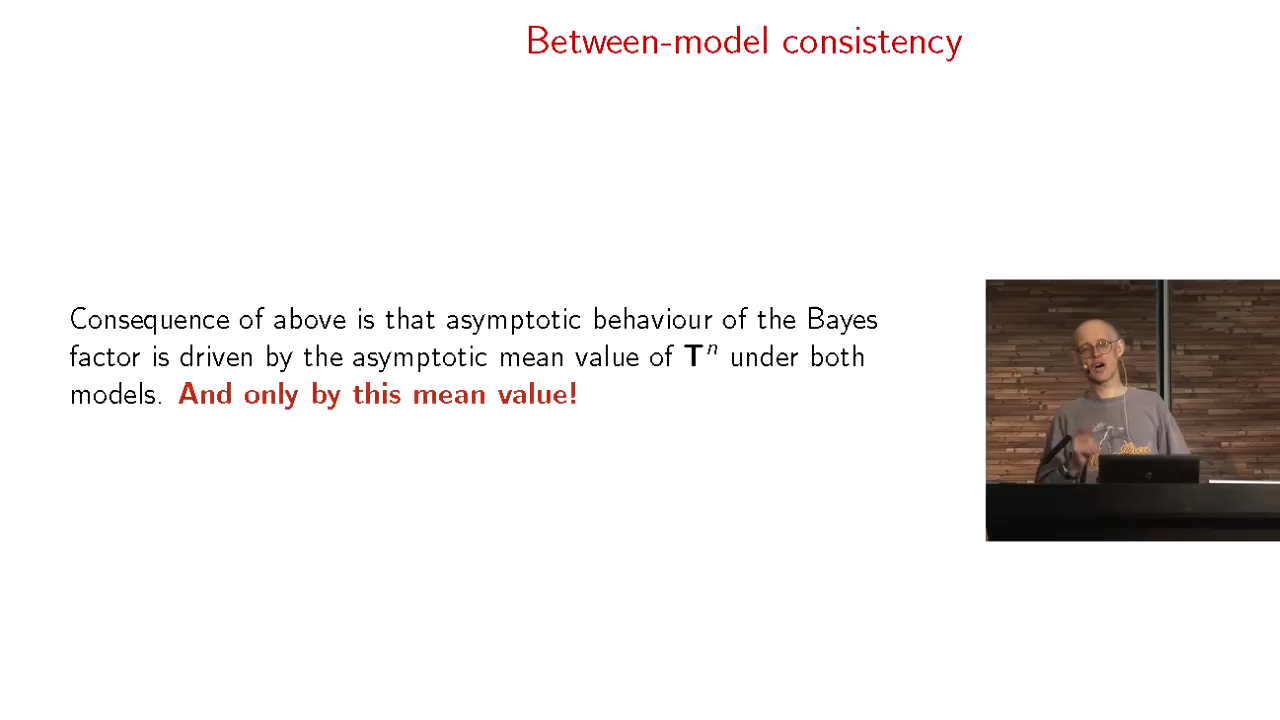 Between-model consistency
Consequence of above is that asymptotic behaviour of the Bayes
factor is driven by the asymptotic mean value of Tⁿ under both
models. And only by this mean value!